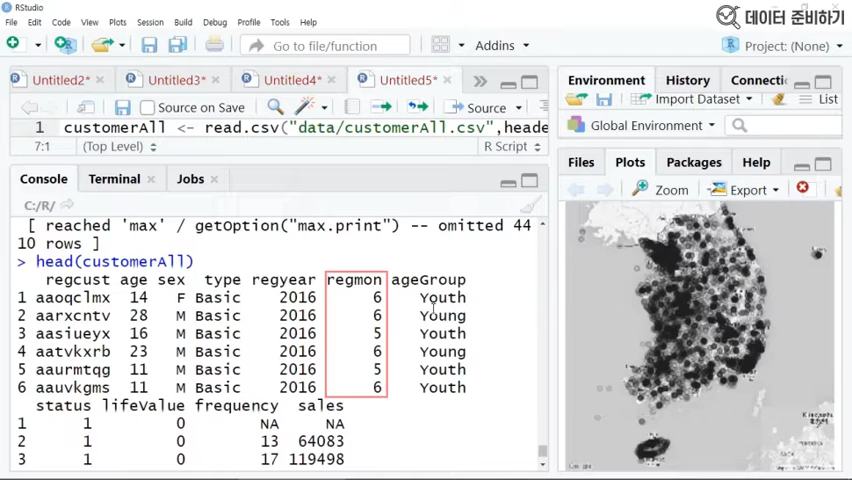 RStudio
데이터 준비하기
File Edit Code View Plots Session Build Debug Profile Tools Help
Go to file/function Addins Project: (None)
Untitled2* Untitled3* Untitled4* Untitled5*
Source on Save Source
1 customerAll <- read.csv("data/customerAll.csv",heade
7:1 (Top Level) R Script
Console Terminal Jobs
C:/R/
[ reached 'max' / getOption("max.print") -- omitted 44
10 rows ]
> head(customerAll)
regcust age sex type regyear regmon ageGroup
1 aaoqclmx 14 F Basic 2016 6 Youth
2 aarxcntv 28 M Basic 2016 6 Young
3 aasiueyx 16 M Basic 2016 5 Youth
4 aatvkxrb 23 M Basic 2016 6 Young
5 aaurmtqg 11 M Basic 2016 5 Youth
6 aauvkgms 11 M Basic 2016 6 Youth
status lifeValue frequency sales
1 1 0 NA NA
2 1 0 13 64083
3 1 0 17 119498
Environment History Connecti
Import Dataset List
Global Environment
Files Plots Packages Help
Zoom Export